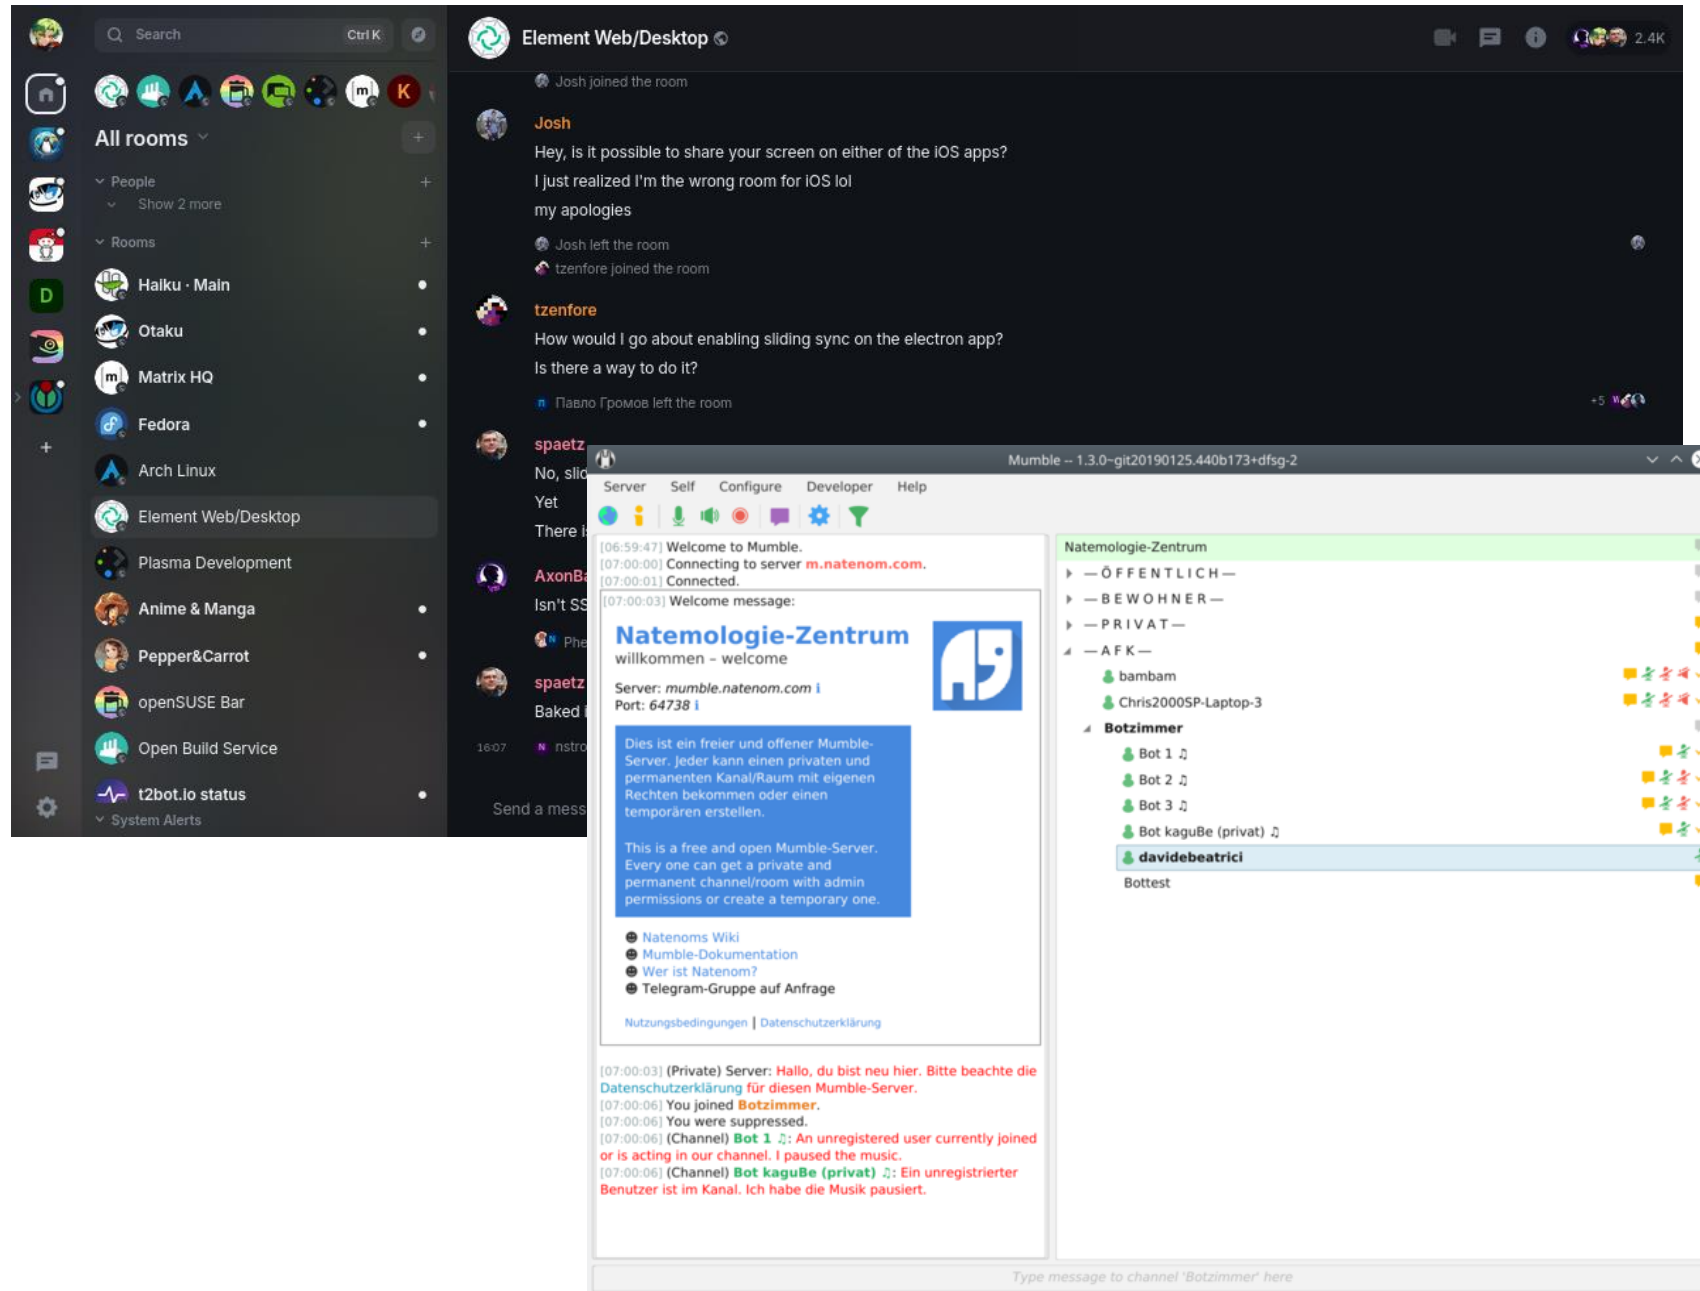 Search
Ctrl K
All rooms
People
Show 2 more
Rooms
Haiku · Main
Otaku
Matrix HQ
Fedora
Arch Linux
Element Web/Desktop
Plasma Development
Anime & Manga
Pepper&Carrot
openSUSE Bar
Open Build Service
t2bot.io status
System Alerts
D
[m]
K
Element Web/Desktop
2.4K
Josh joined the room
Josh
Hey, is it possible to share your screen on either of the iOS apps?
I just realized I'm the wrong room for iOS lol
my apologies
Josh left the room
tzenfore joined the room
tzenfore
How would I go about enabling sliding sync on the electron app?
Is there a way to do it?
Павло Громов left the room
+5
spaetz
No, slid
Yet
There i
AxonBa
Isn't SS
Phe
spaetz
Baked i
16:07
N nstro
Send a mess
Mumble -- 1.3.0~git20190125.440b173+dfsg-2
Server Self Configure Developer Help
[06:59:47] Welcome to Mumble.
[07:00:00] Connecting to server m.natenom.com.
[07:00:01] Connected.
[07:00:03] Welcome message:
Natemologie-Zentrum
willkommen – welcome
Server: mumble.natenom.com i
Port: 64738 i
Dies ist ein freier und offener Mumble-
Server. Jeder kann einen privaten und
permanenten Kanal/Raum mit eigenen
Rechten bekommen oder einen
temporären erstellen.
This is a free and open Mumble-Server.
Every one can get a private and
permanent channel/room with admin
permissions or create a temporary one.
Natenoms Wiki
Mumble-Dokumentation
Wer ist Natenom?
Telegram-Gruppe auf Anfrage
Nutzungsbedingungen | Datenschutzerklärung
[07:00:03] (Private) Server: Hallo, du bist neu hier. Bitte beachte die
Datenschutzerklärung für diesen Mumble-Server.
[07:00:06] You joined Botzimmer.
[07:00:06] You were suppressed.
[07:00:06] (Channel) Bot 1 ♫: An unregistered user currently joined
or is acting in our channel. I paused the music.
[07:00:06] (Channel) Bot kaguBe (privat) ♫: Ein unregistrierter
Benutzer ist im Kanal. Ich habe die Musik pausiert.
Natemologie-Zentrum
—ÖFFENTLICH—
—BEWOHNER—
—PRIVAT—
—AFK—
bambam
Chris2000SP-Laptop-3
Botzimmer
Bot 1 ♫
Bot 2 ♫
Bot 3 ♫
Bot kaguBe (privat) ♫
davidebeatrici
Bottest
Type message to channel 'Botzimmer' here